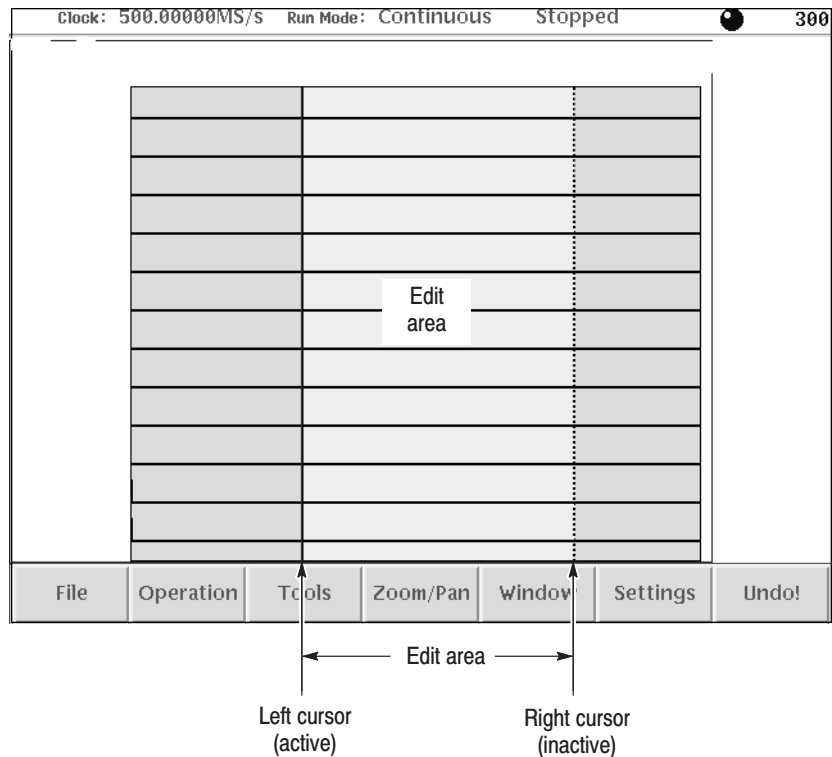 Clock: 500.00000MS/s Run Mode: Continuous Stopped 300
Edit
area
File Operation Tools Zoom/Pan Window Settings Undo!
Edit area
Left cursor
(active)
Right cursor
(inactive)